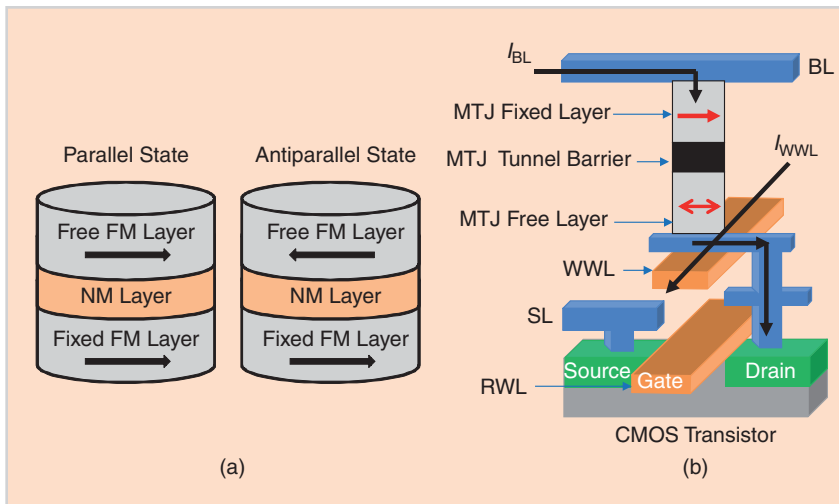 Parallel State
Antiparallel State
Free FM Layer
NM Layer
Fixed FM Layer
Free FM Layer
NM Layer
Fixed FM Layer
(a)
I_BL
BL
MTJ Fixed Layer
I_WWL
MTJ Tunnel Barrier
MTJ Free Layer
WWL
SL
Source
Gate
Drain
RWL
CMOS Transistor
(b)